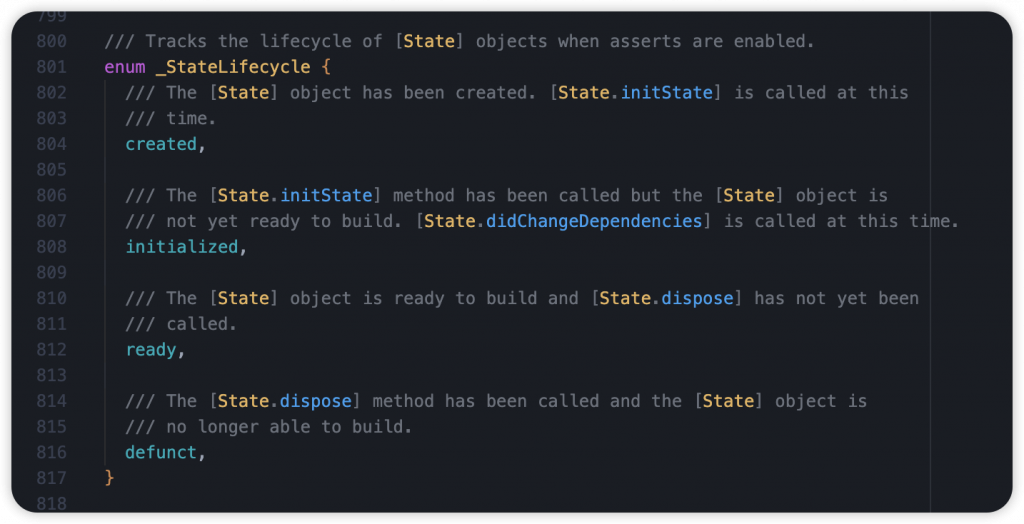 799
800 /// Tracks the lifecycle of [State] objects when asserts are enabled.
801 enum _StateLifecycle {
802 /// The [State] object has been created. [State.initState] is called at this
803 /// time.
804 created,
805
806 /// The [State.initState] method has been called but the [State] object is
807 /// not yet ready to build. [State.didChangeDependencies] is called at this time.
808 initialized,
809
810 /// The [State] object is ready to build and [State.dispose] has not yet been
811 /// called.
812 ready,
813
814 /// The [State.dispose] method has been called and the [State] object is
815 /// no longer able to build.
816 defunct,
817 }
818